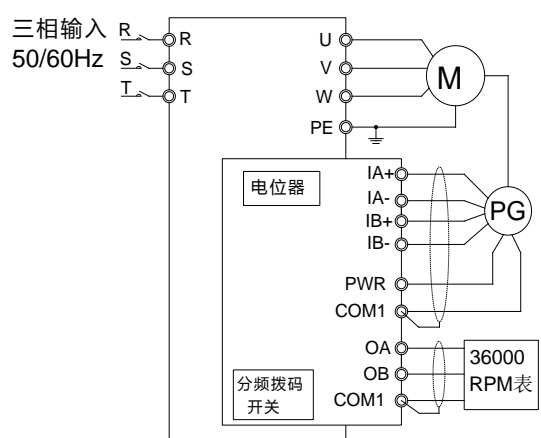 三相输入
50/60Hz
R
S
T
R
S
T
U
V
W
PE
M
IA+
IA-
IB+
IB-
PWR
COM1
PG
电位器
OA
OB
COM1
36000
RPM表
分频拨码
开关